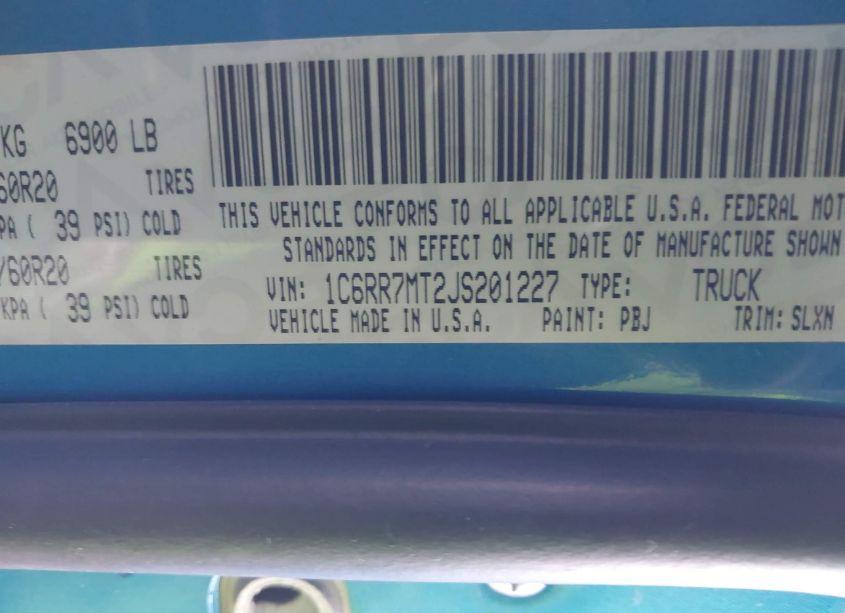 KG 6900 LB
60R20 TIRES
PA ( 39 PSI) COLD
/60R20 TIRES
KPA ( 39 PSI) COLD
THIS VEHICLE CONFORMS TO ALL APPLICABLE U.S.A. FEDERAL MOT
STANDARDS IN EFFECT ON THE DATE OF MANUFACTURE SHOWN
VIN: 1C6RR7MT2JS201227 TYPE: TRUCK
VEHICLE MADE IN U.S.A. PAINT: PBJ TRIM: SLXN